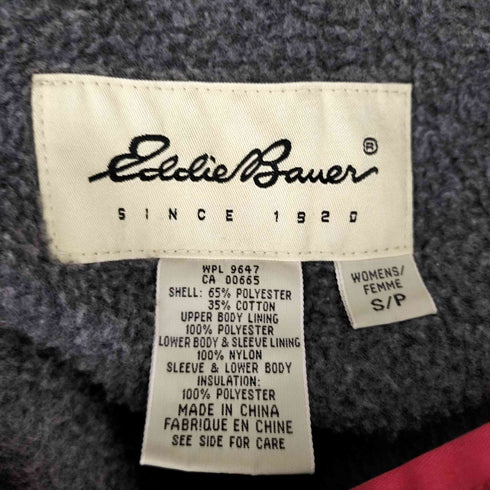 Eddie Bauer®
SINCE 1920
WPL 9647
CA 00665
SHELL: 65% POLYESTER
35% COTTON
UPPER BODY LINING
100% POLYESTER
LOWER BODY & SLEEVE LINING
100% NYLON
SLEEVE & LOWER BODY
INSULATION:
100% POLYESTER
MADE IN CHINA
FABRIQUE EN CHINE
SEE SIDE FOR CARE
WOMENS/
FEMME
S/P